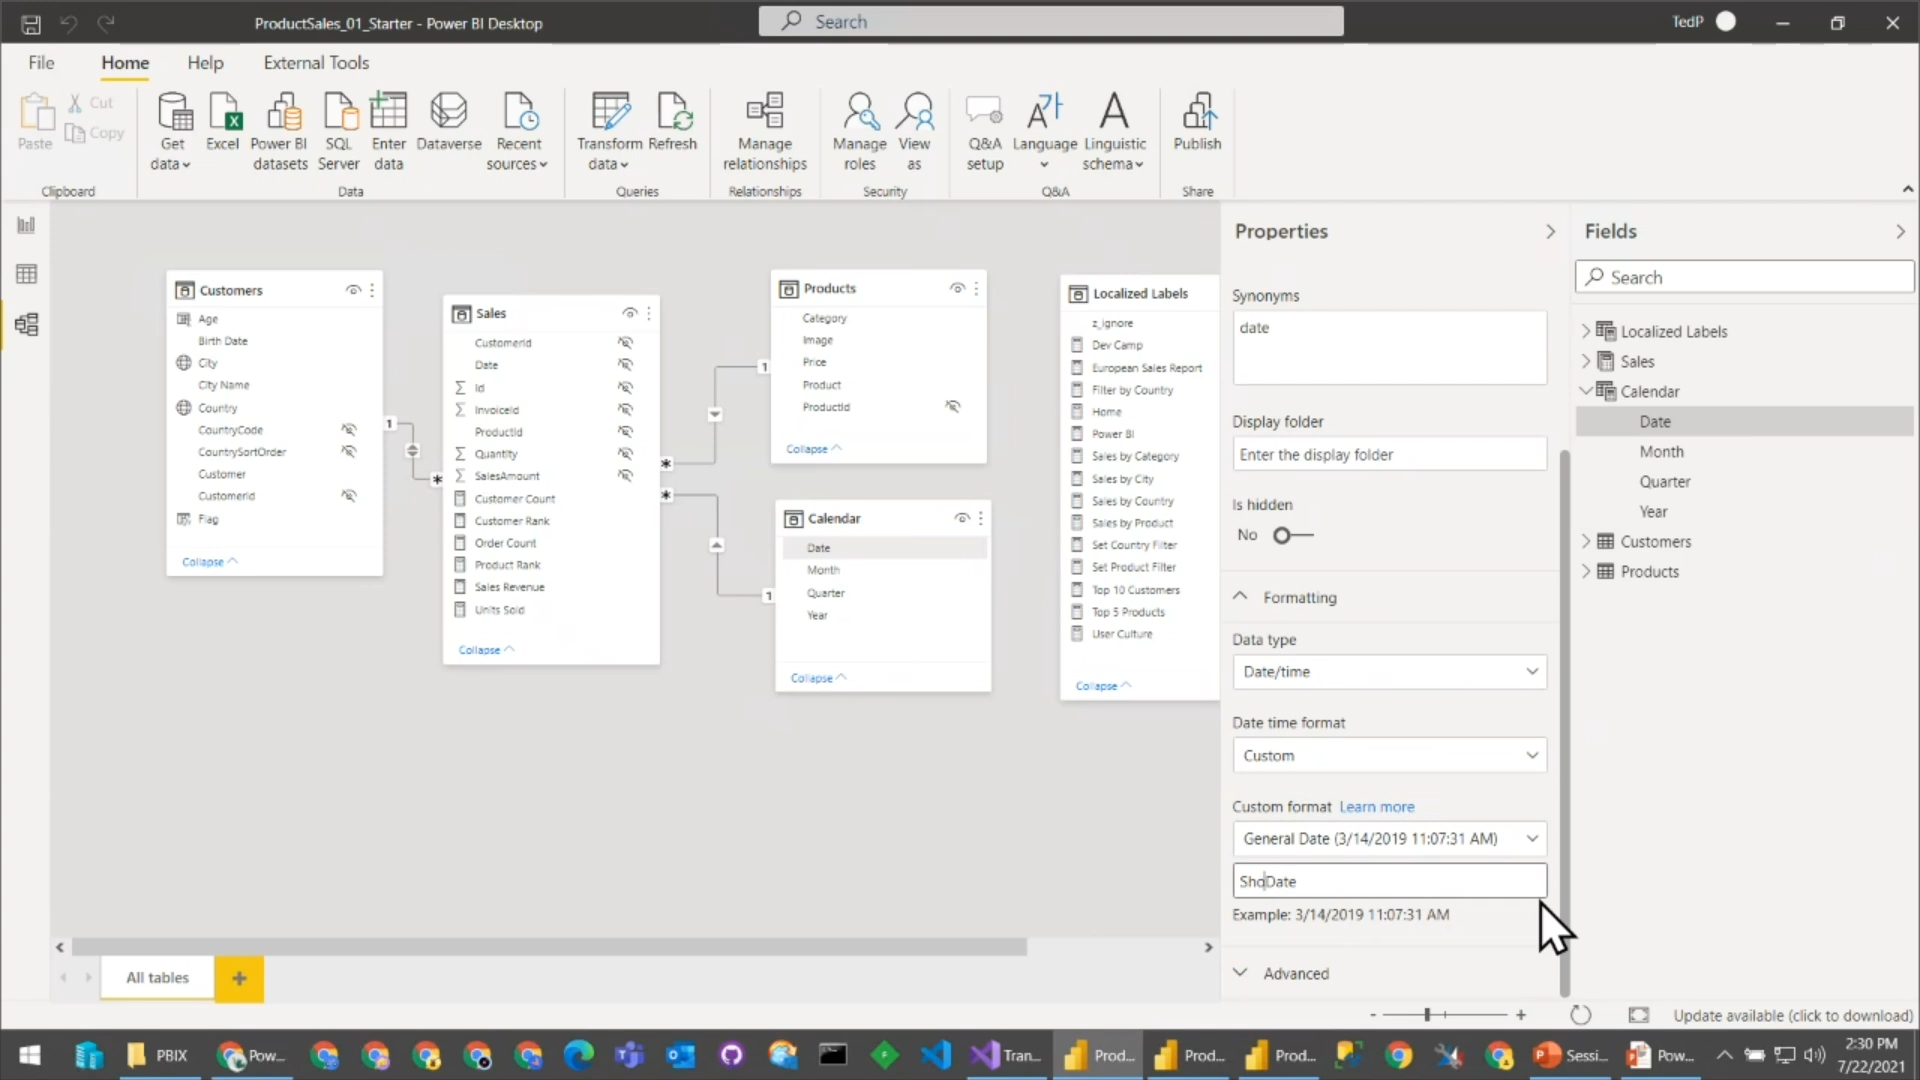 ProductSales_01_Starter - Power BI Desktop
Search
TedP
File
Home
Help
External Tools
Paste
Cut
Copy
Clipboard
Get
data
Excel
Power BI
datasets
SQL
Server
Enter
data
Dataverse
Recent
sources
Data
Transform
data
Refresh
Queries
Manage
relationships
Relationships
Manage
roles
View
as
Security
Q&A
setup
Language
Linguistic
schema
Q&A
Publish
Share
Customers
Age
Birth Date
City
City Name
Country
CountryCode
CountrySortOrder
Customer
CustomerId
Flag
Collapse
1
*
Sales
CustomerId
Date
Id
InvoiceId
ProductId
Quantity
SalesAmount
Customer Count
Customer Rank
Order Count
Product Rank
Sales Revenue
Units Sold
Collapse
*
1
*
1
Products
Category
Image
Price
Product
ProductId
Collapse
Calendar
Date
Month
Quarter
Year
Collapse
Localized Labels
z_ignore
Dev Camp
European Sales Report
Filter by Country
Home
Power BI
Sales by Category
Sales by City
Sales by Country
Sales by Product
Set Country Filter
Set Product Filter
Top 10 Customers
Top 5 Products
User Culture
Collapse
Properties
Synonyms
date
Display folder
Enter the display folder
Is hidden
No
Formatting
Data type
Date/time
Date time format
Custom
Custom format Learn more
General Date (3/14/2019 11:07:31 AM)
ShoDate
Example: 3/14/2019 11:07:31 AM
Advanced
Fields
Search
Localized Labels
Sales
Calendar
Date
Month
Quarter
Year
Customers
Products
All tables
+
- +
Update available (click to download)
PBIX
Pow...
Tran...
Prod...
Prod...
Prod...
Sessi...
Pow...
2:30 PM
7/22/2021